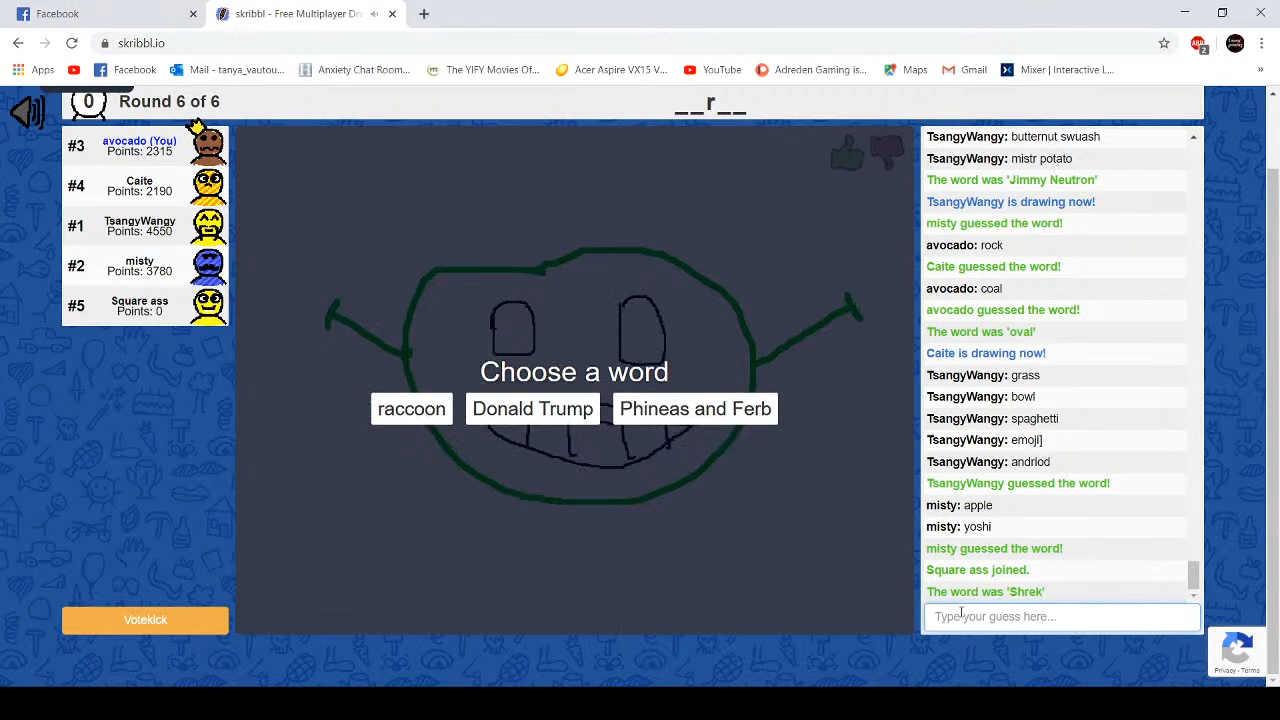 Facebook
skribbl - Free Multiplayer Dra
skribbl.io
Apps
Facebook
Mail - tanya_vautou...
Anxiety Chat Room...
The YIFY Movies Of...
Acer Aspire VX15 V...
YouTube
Adreden Gaming is...
Maps
Gmail
Mixer | Interactive L...
»
0
Round 6 of 6
__r__
#3
avocado (You)
Points: 2315
#4
Caite
Points: 2190
#1
TsangyWangy
Points: 4550
#2
misty
Points: 3780
#5
Square ass
Points: 0
Votekick
Choose a word
raccoon
Donald Trump
Phineas and Ferb
TsangyWangy: butternut swuash
TsangyWangy: mistr potato
The word was 'Jimmy Neutron'
TsangyWangy is drawing now!
misty guessed the word!
avocado: rock
Caite guessed the word!
avocado: coal
avocado guessed the word!
The word was 'oval'
Caite is drawing now!
TsangyWangy: grass
TsangyWangy: bowl
TsangyWangy: spaghetti
TsangyWangy: emoji]
TsangyWangy: andriod
TsangyWangy guessed the word!
misty: apple
misty: yoshi
misty guessed the word!
Square ass joined.
The word was 'Shrek'
Type your guess here...
Privacy - Terms